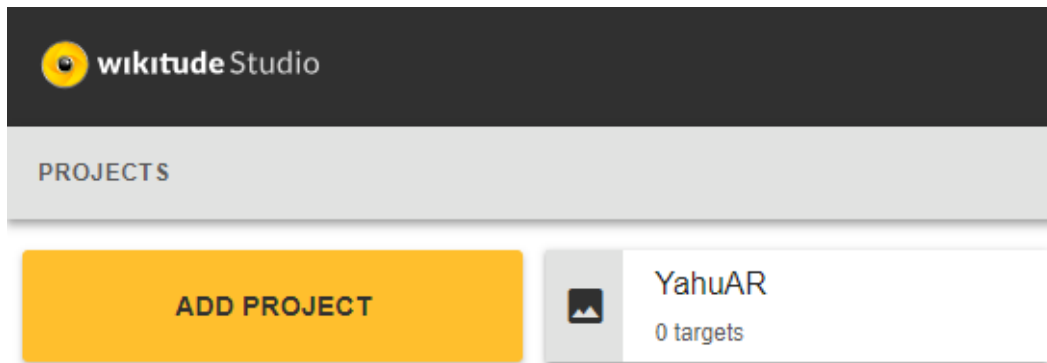 wikitude Studio
PROJECTS
ADD PROJECT
YahuAR
0 targets